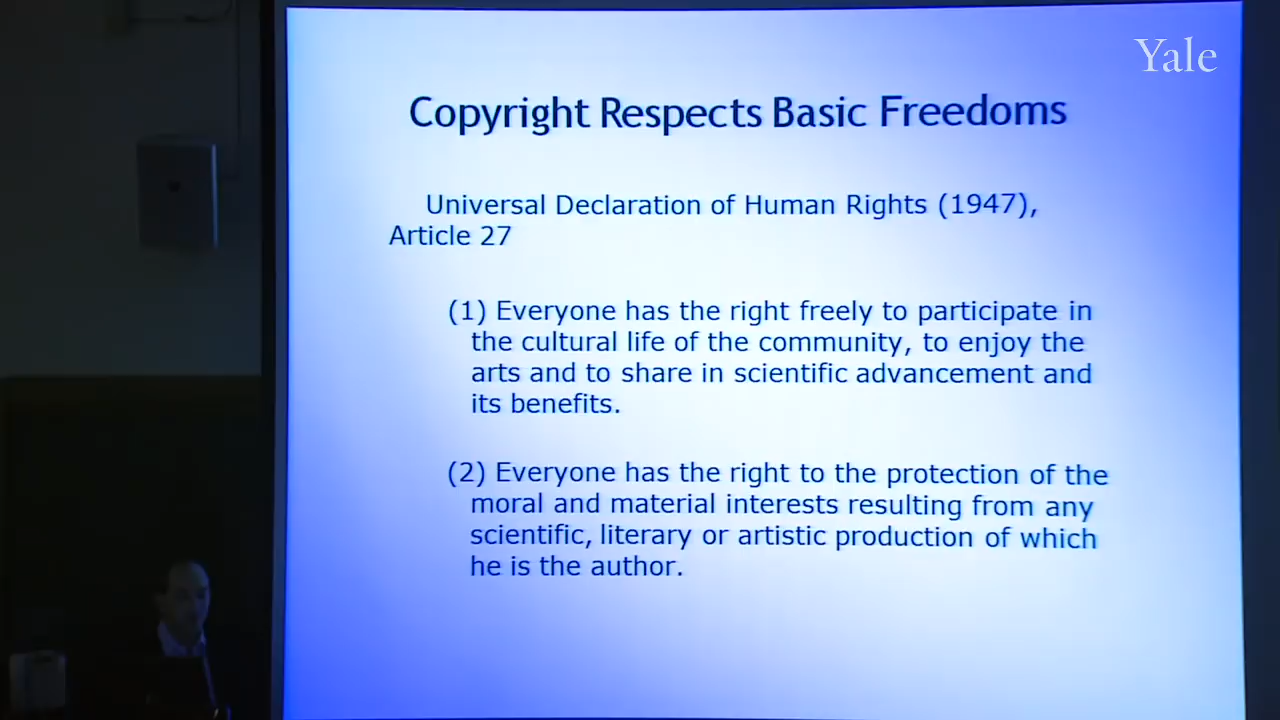 Yale
Copyright Respects Basic Freedoms
Universal Declaration of Human Rights (1947),
Article 27
(1) Everyone has the right freely to participate in
the cultural life of the community, to enjoy the
arts and to share in scientific advancement and
its benefits.
(2) Everyone has the right to the protection of the
moral and material interests resulting from any
scientific, literary or artistic production of which
he is the author.